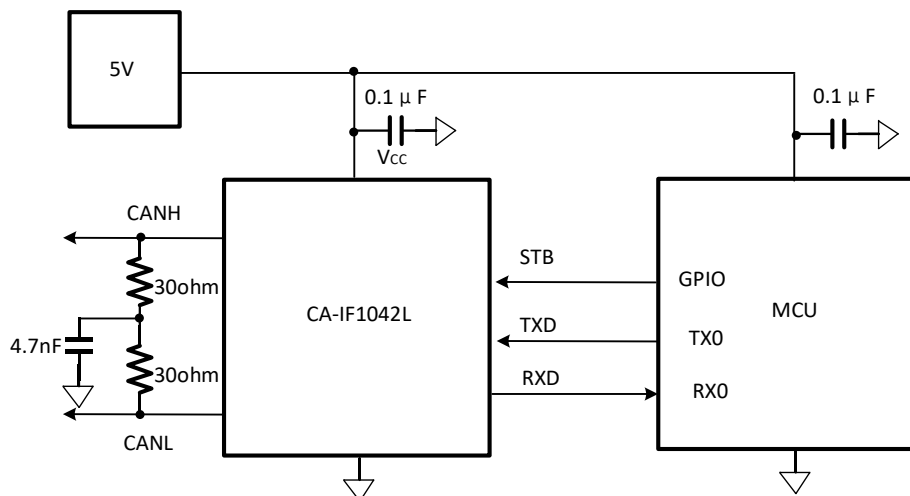 5V
0.1 μ F
0.1 μ F
Vcc
CANH
STB
GPIO
30ohm
CA-IF1042L
MCU
TXD
TX0
4.7nF
30ohm
RXD
RX0
CANL